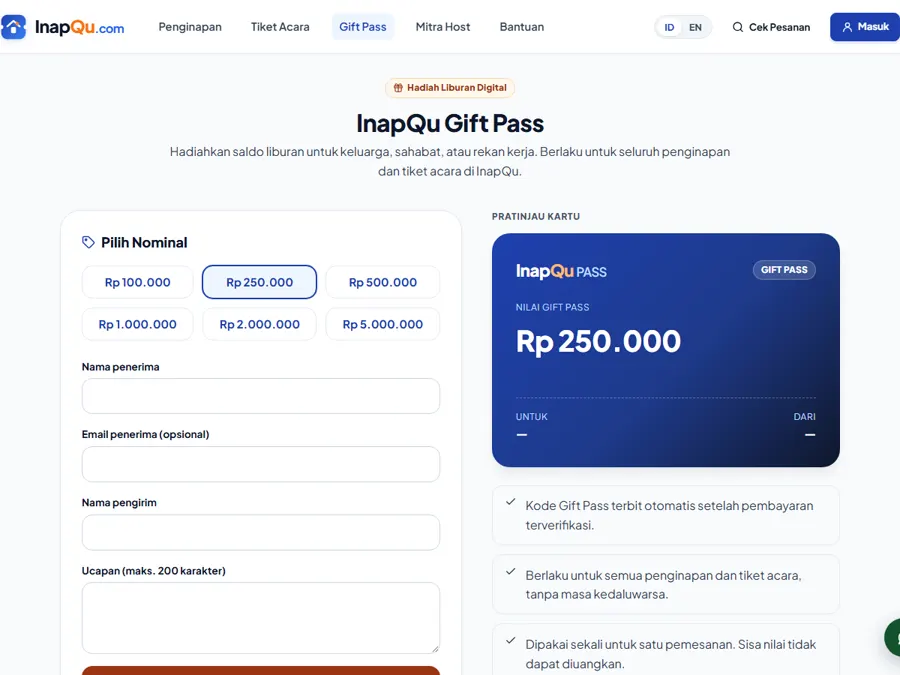 InapQu.com
Penginapan
Tiket Acara
Gift Pass
Mitra Host
Bantuan
ID
EN
Cek Pesanan
Masuk
Hadiah Liburan Digital
InapQu Gift Pass
Hadiahkan saldo liburan untuk keluarga, sahabat, atau rekan kerja. Berlaku untuk seluruh penginapan
dan tiket acara di InapQu.
Pilih Nominal
Rp 100.000
Rp 250.000
Rp 500.000
Rp 1.000.000
Rp 2.000.000
Rp 5.000.000
Nama penerima
Email penerima (opsional)
Nama pengirim
Ucapan (maks. 200 karakter)
PRATINJAU KARTU
InapQu PASS
GIFT PASS
NILAI GIFT PASS
Rp 250.000
UNTUK
DARI
—
—
Kode Gift Pass terbit otomatis setelah pembayaran
terverifikasi.
Berlaku untuk semua penginapan dan tiket acara,
tanpa masa kedaluwarsa.
Dipakai sekali untuk satu pemesanan. Sisa nilai tidak
dapat diuangkan.